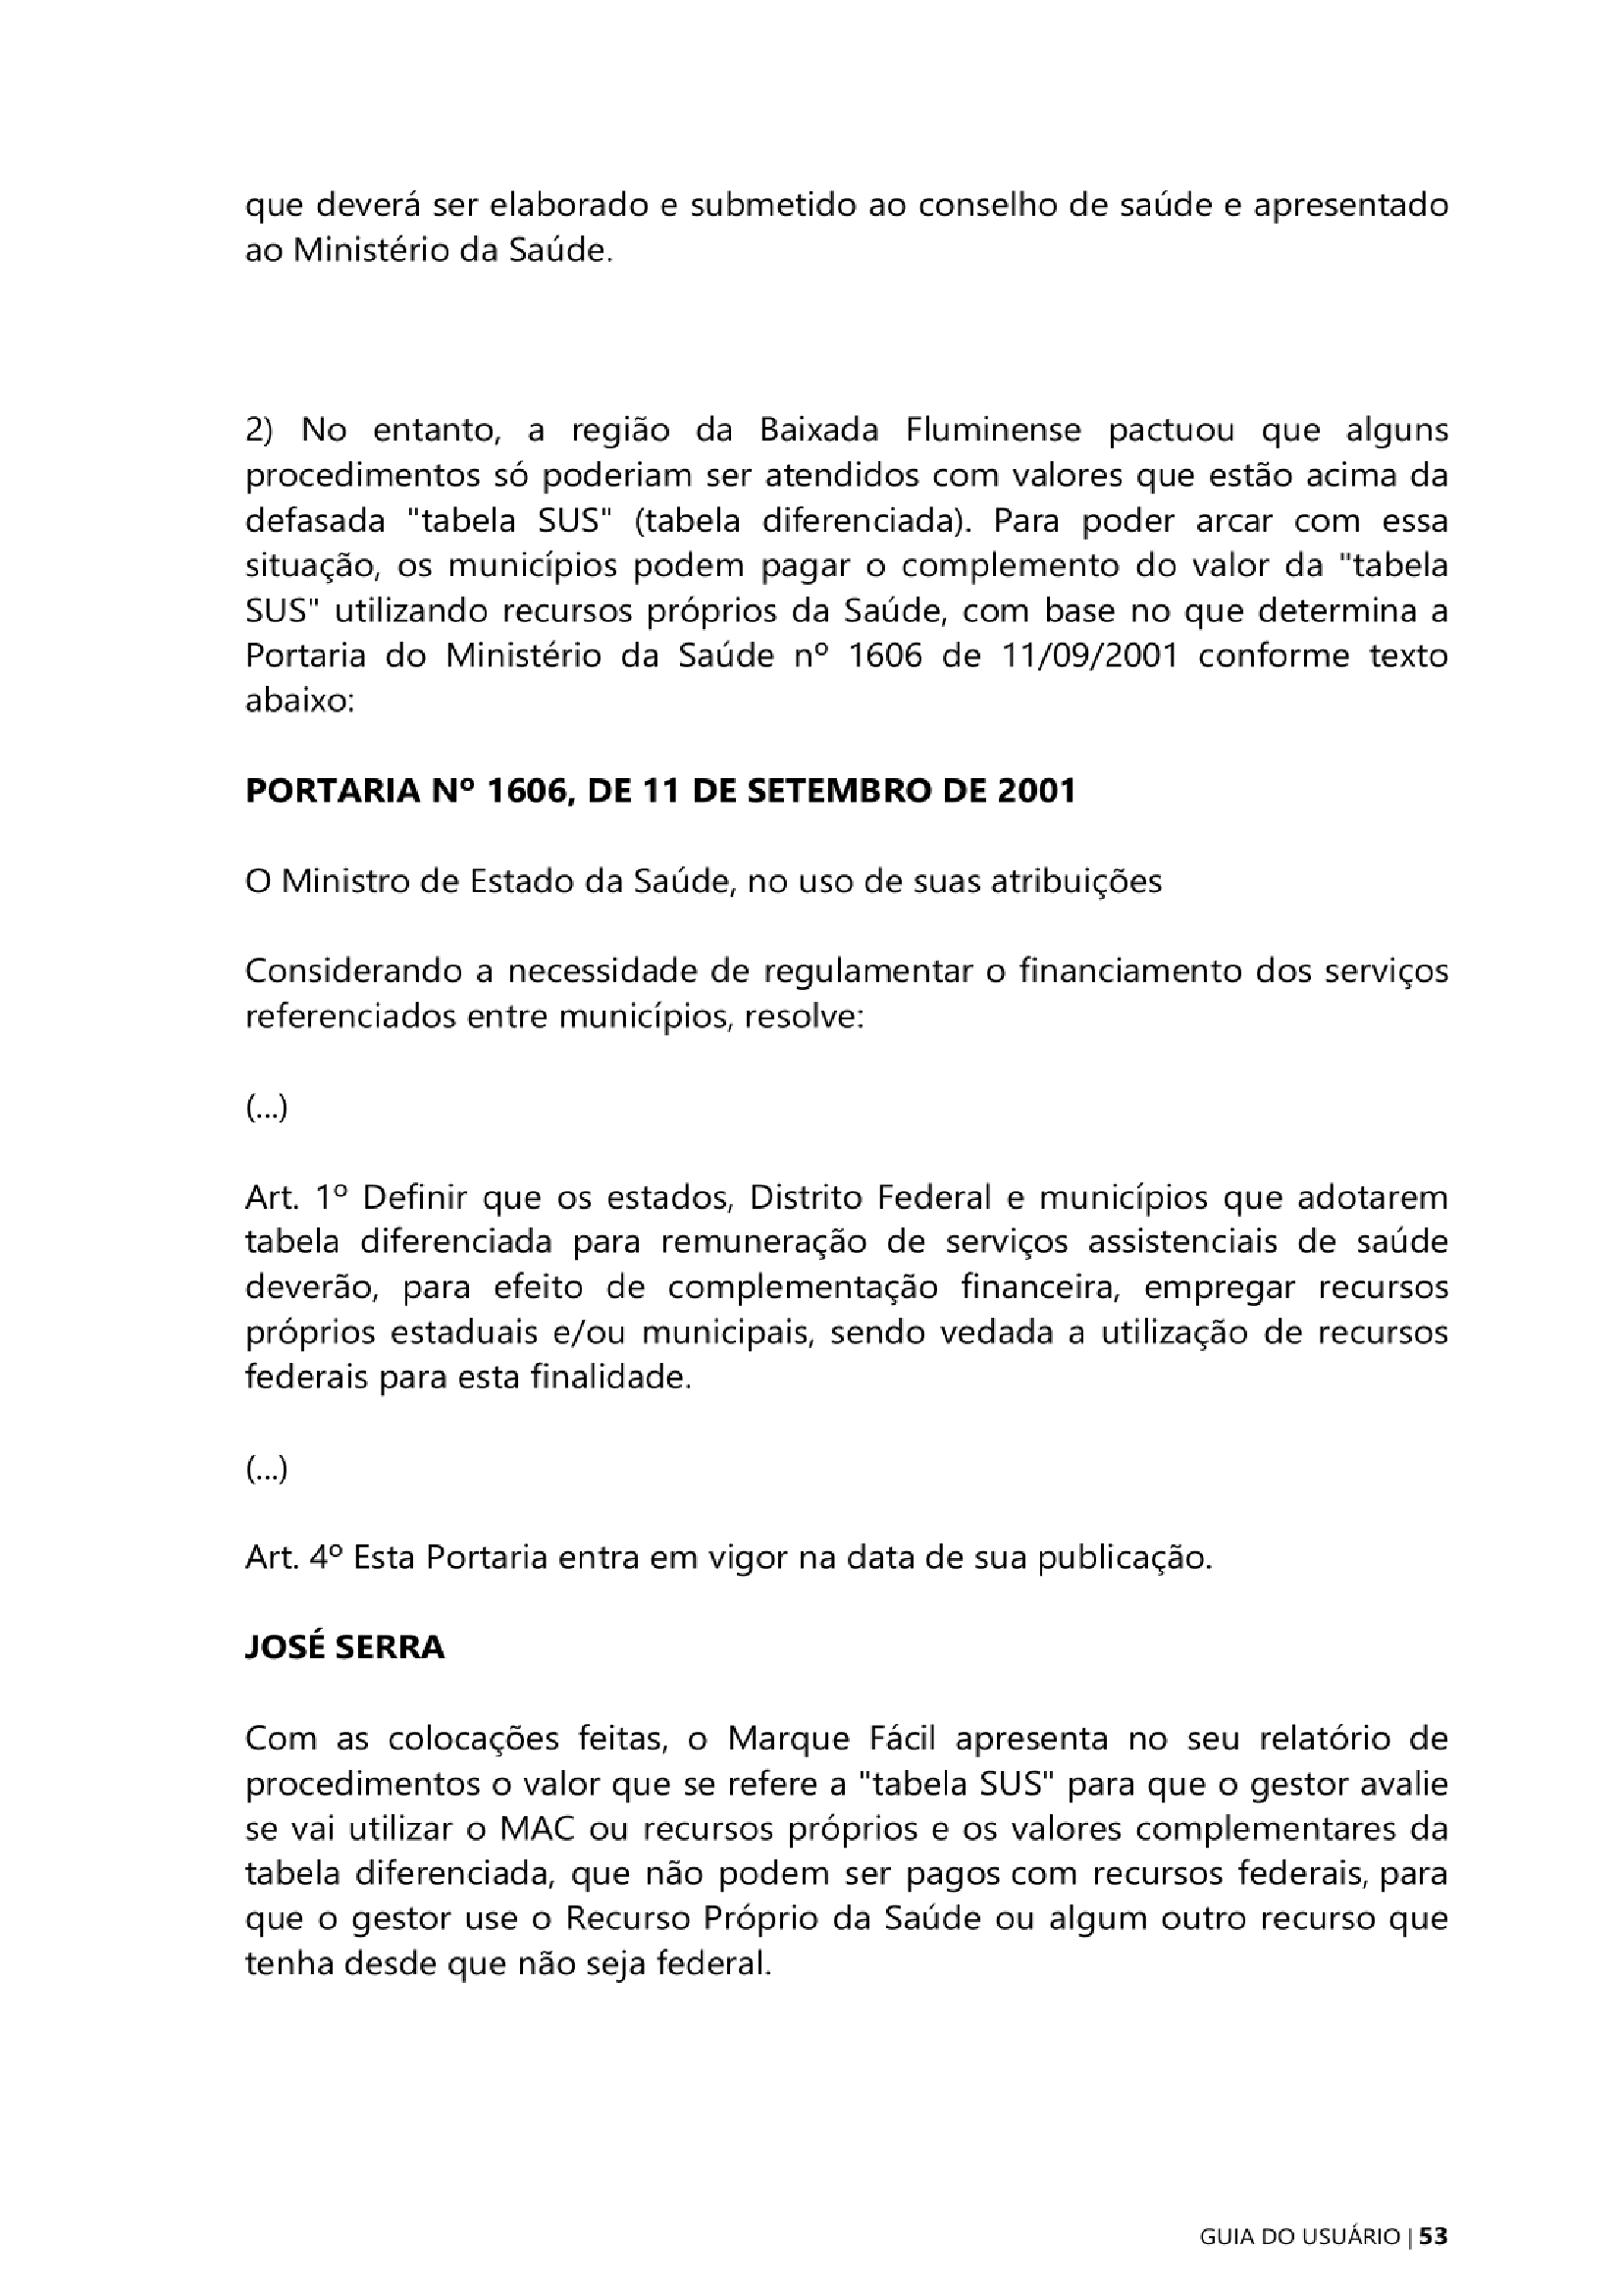 que deverá ser elaborado e submetido ao conselho de saúde e apresentado
ao Ministério da Saúde.
2) No entanto, a região da Baixada Fluminense pactuou que alguns
procedimentos só poderiam ser atendidos com valores que estão acima da
defasada "tabela SUS" (tabela diferenciada). Para poder arcar com essa
situação, os municípios podem pagar o complemento do valor da "tabela
SUS" utilizando recursos próprios da Saúde, com base no que determina a
Portaria do Ministério da Saúde nº 1606 de 11/09/2001 conforme texto
abaixo:
PORTARIA Nº 1606, DE 11 DE SETEMBRO DE 2001
O Ministro de Estado da Saúde, no uso de suas atribuições
Considerando a necessidade de regulamentar o financiamento dos serviços
referenciados entre municípios, resolve:
(...)
Art. 1º Definir que os estados, Distrito Federal e municípios que adotarem
tabela diferenciada para remuneração de serviços assistenciais de saúde
deverão, para efeito de complementação financeira, empregar recursos
próprios estaduais e/ou municipais, sendo vedada a utilização de recursos
federais para esta finalidade.
(...)
Art. 4º Esta Portaria entra em vigor na data de sua publicação.
JOSÉ SERRA
Com as colocações feitas, o Marque Fácil apresenta no seu relatório de
procedimentos o valor que se refere a "tabela SUS" para que o gestor avalie
se vai utilizar o MAC ou recursos próprios e os valores complementares da
tabela diferenciada, que não podem ser pagos com recursos federais, para
que o gestor use o Recurso Próprio da Saúde ou algum outro recurso que
tenha desde que não seja federal.
GUIA DO USUÁRIO | 53